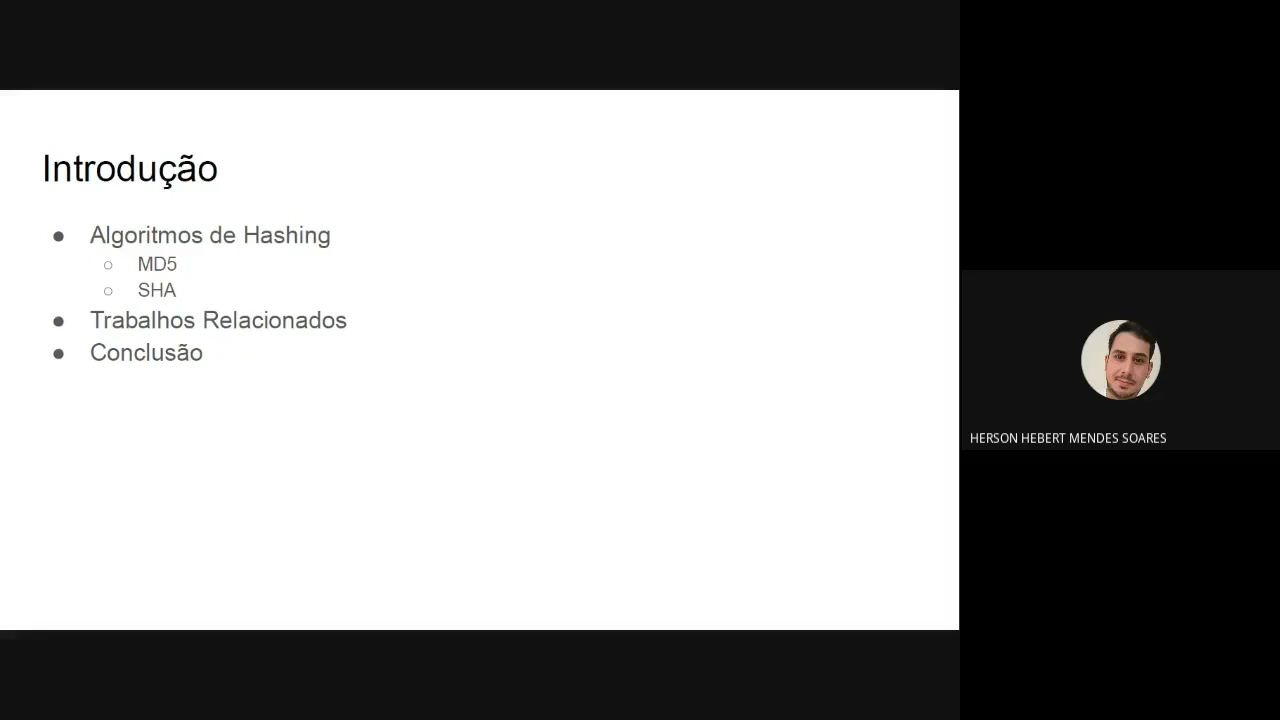 Introdução
● Algoritmos de Hashing
○ MD5
○ SHA
● Trabalhos Relacionados
● Conclusão
HERSON HEBERT MENDES SOARES